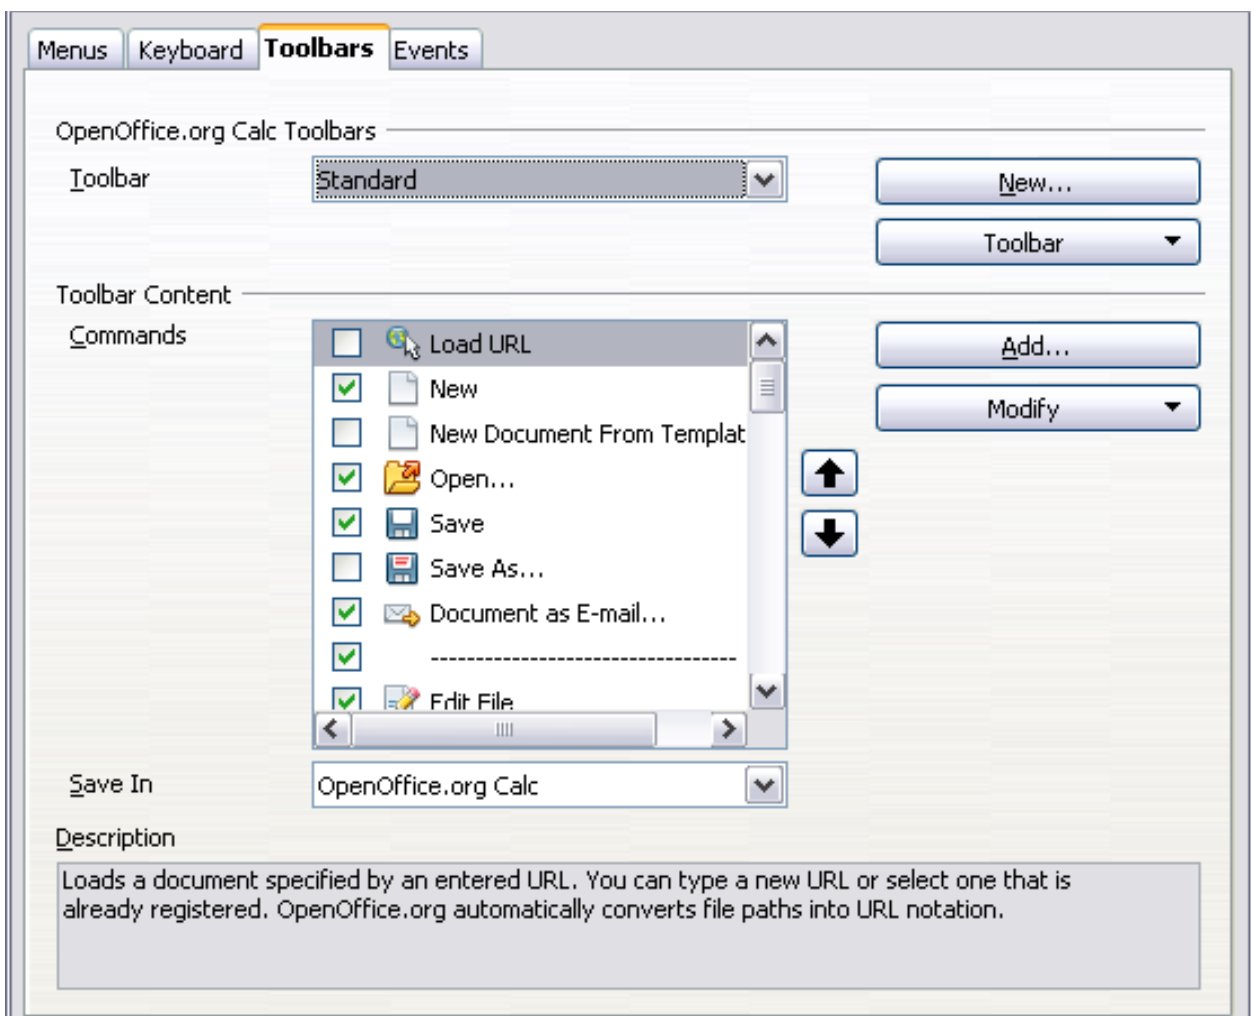 Menus Keyboard Toolbars Events
OpenOffice.org Calc Toolbars
Toolbar Standard New...
Toolbar
Toolbar Content
Commands Load URL Add...
New
Modify
New Document From Templat
Open...
Save
Save As...
Document as E-mail...
----------------------------------
Edit File
Save In OpenOffice.org Calc
Description
Loads a document specified by an entered URL. You can type a new URL or select one that is
already registered. OpenOffice.org automatically converts file paths into URL notation.